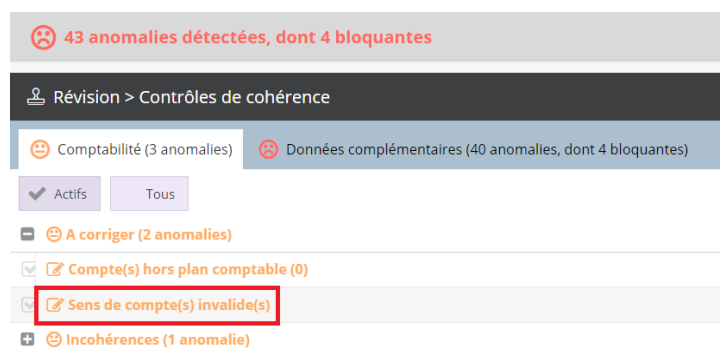 43 anomalies détectées, dont 4 bloquantes
Révision > Contrôles de cohérence
Comptabilité (3 anomalies) Données complémentaires (40 anomalies, dont 4 bloquantes)
Actifs Tous
A corriger (2 anomalies)
Compte(s) hors plan comptable (0)
Sens de compte(s) invalide(s)
Incohérences (1 anomalie)